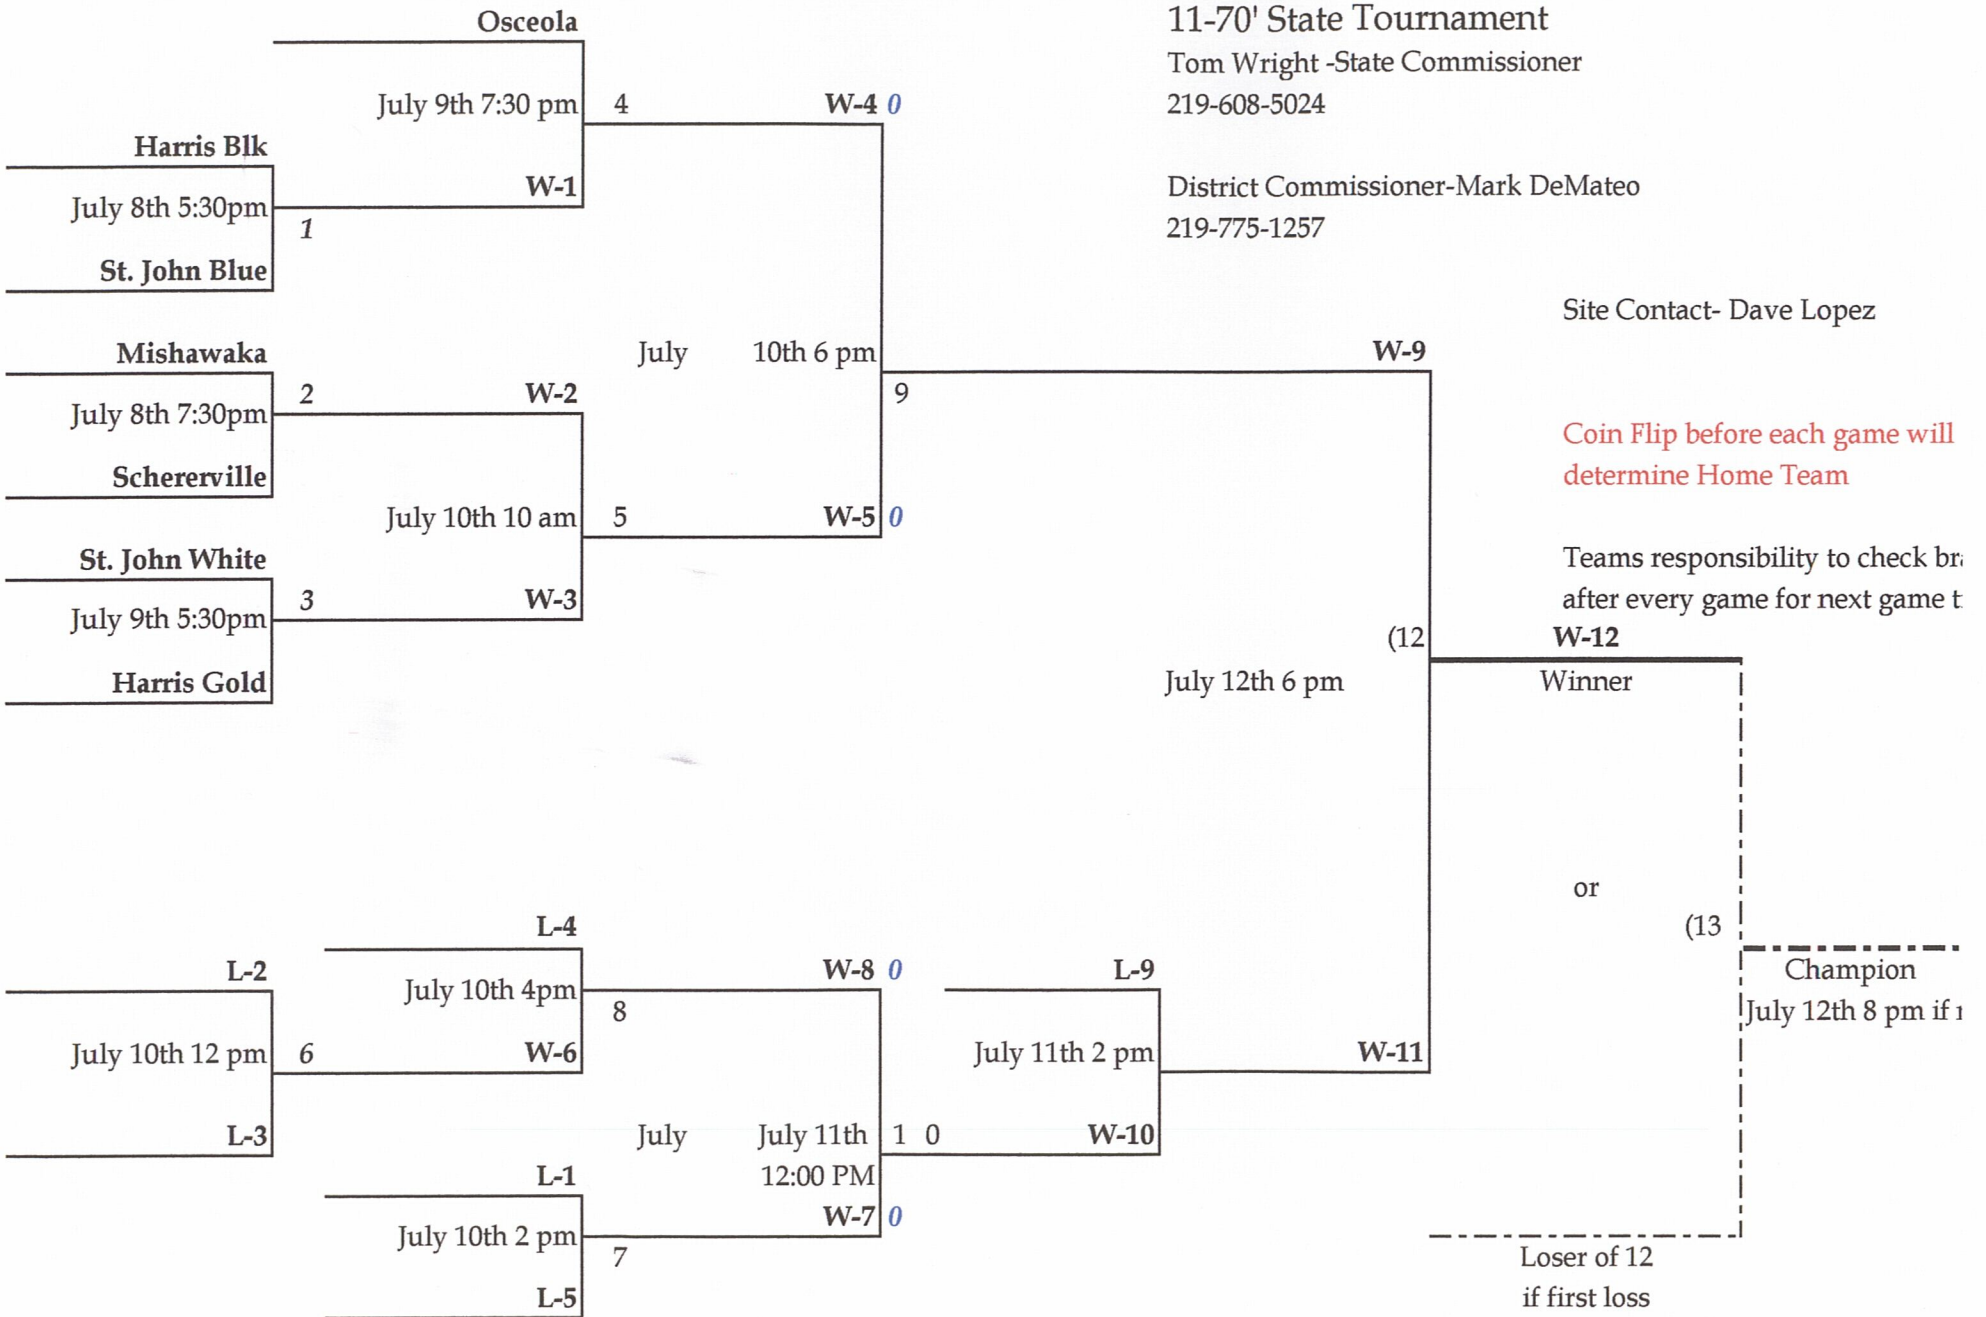 Osceola
11-70' State Tournament
Tom Wright -State Commissioner
July 9th 7:30 pm 4 W-4 0
219-608-5024
Harris Blk
W-1
District Commissioner-Mark DeMateo
July 8th 5:30pm
1
219-775-1257
St. John Blue
Site Contact- Dave Lopez
Mishawaka
July 10th 6 pm
W-9
2 W-2
9
July 8th 7:30pm
Coin Flip before each game will
Schererville
determine Home Team
July 10th 10 am 5 W-5 0
St. John White
Teams responsibility to check
3 W-3
after every game for next game
July 9th 5:30pm
(12 W-12
Harris Gold
July 12th 6 pm
Winner
or
L-4
(13
L-2
W-8 0
L-9
Champion
July 10th 4pm
8
July 12th 8 pm if
July 10th 12 pm 6 W-6
July 11th 2 pm
W-11
L-3
July July 11th 1 0 W-10
L-1
12:00 PM
W-7 0
July 10th 2 pm
7
Loser of 12
L-5
if first loss